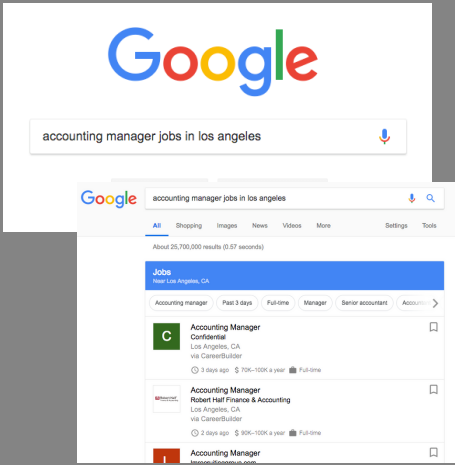 Google
accounting manager jobs in los angeles
Google
accounting manager jobs in los angeles
All Shopping Images News Videos More Settings Tools
About 25,700,000 results (0.57 seconds)
Jobs
Near Los Angeles, CA
Accounting manager Past 3 days Full-time Manager Senior accountant
Accounting Manager
C
Confidential
Los Angeles, CA
via CareerBuilder
3 days ago $ 70K–100K a year Full-time
Accounting Manager
Robert Half Finance & Accounting
Los Angeles, CA
via CareerBuilder
2 days ago $ 90K–100K a year Full-time
Accounting Manager